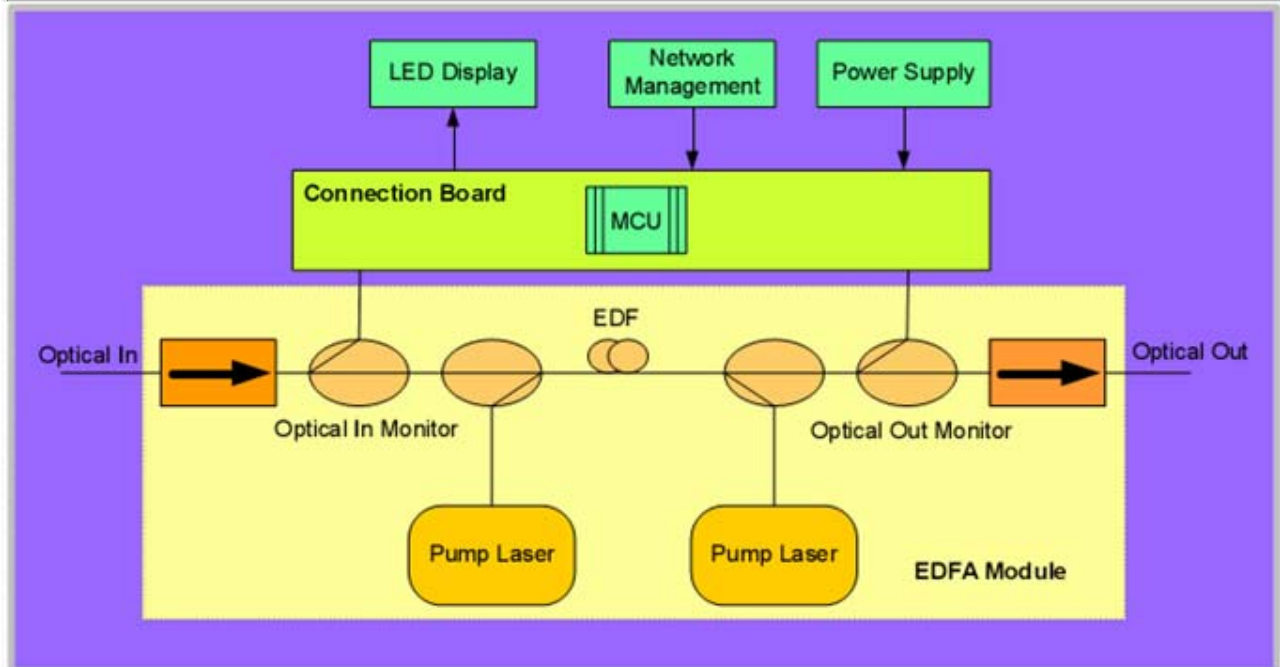 LED Display
Network
Management
Power Supply
Connection Board
MCU
EDF
Optical In
Optical Out
Optical In Monitor
Optical Out Monitor
Pump Laser
Pump Laser
EDFA Module